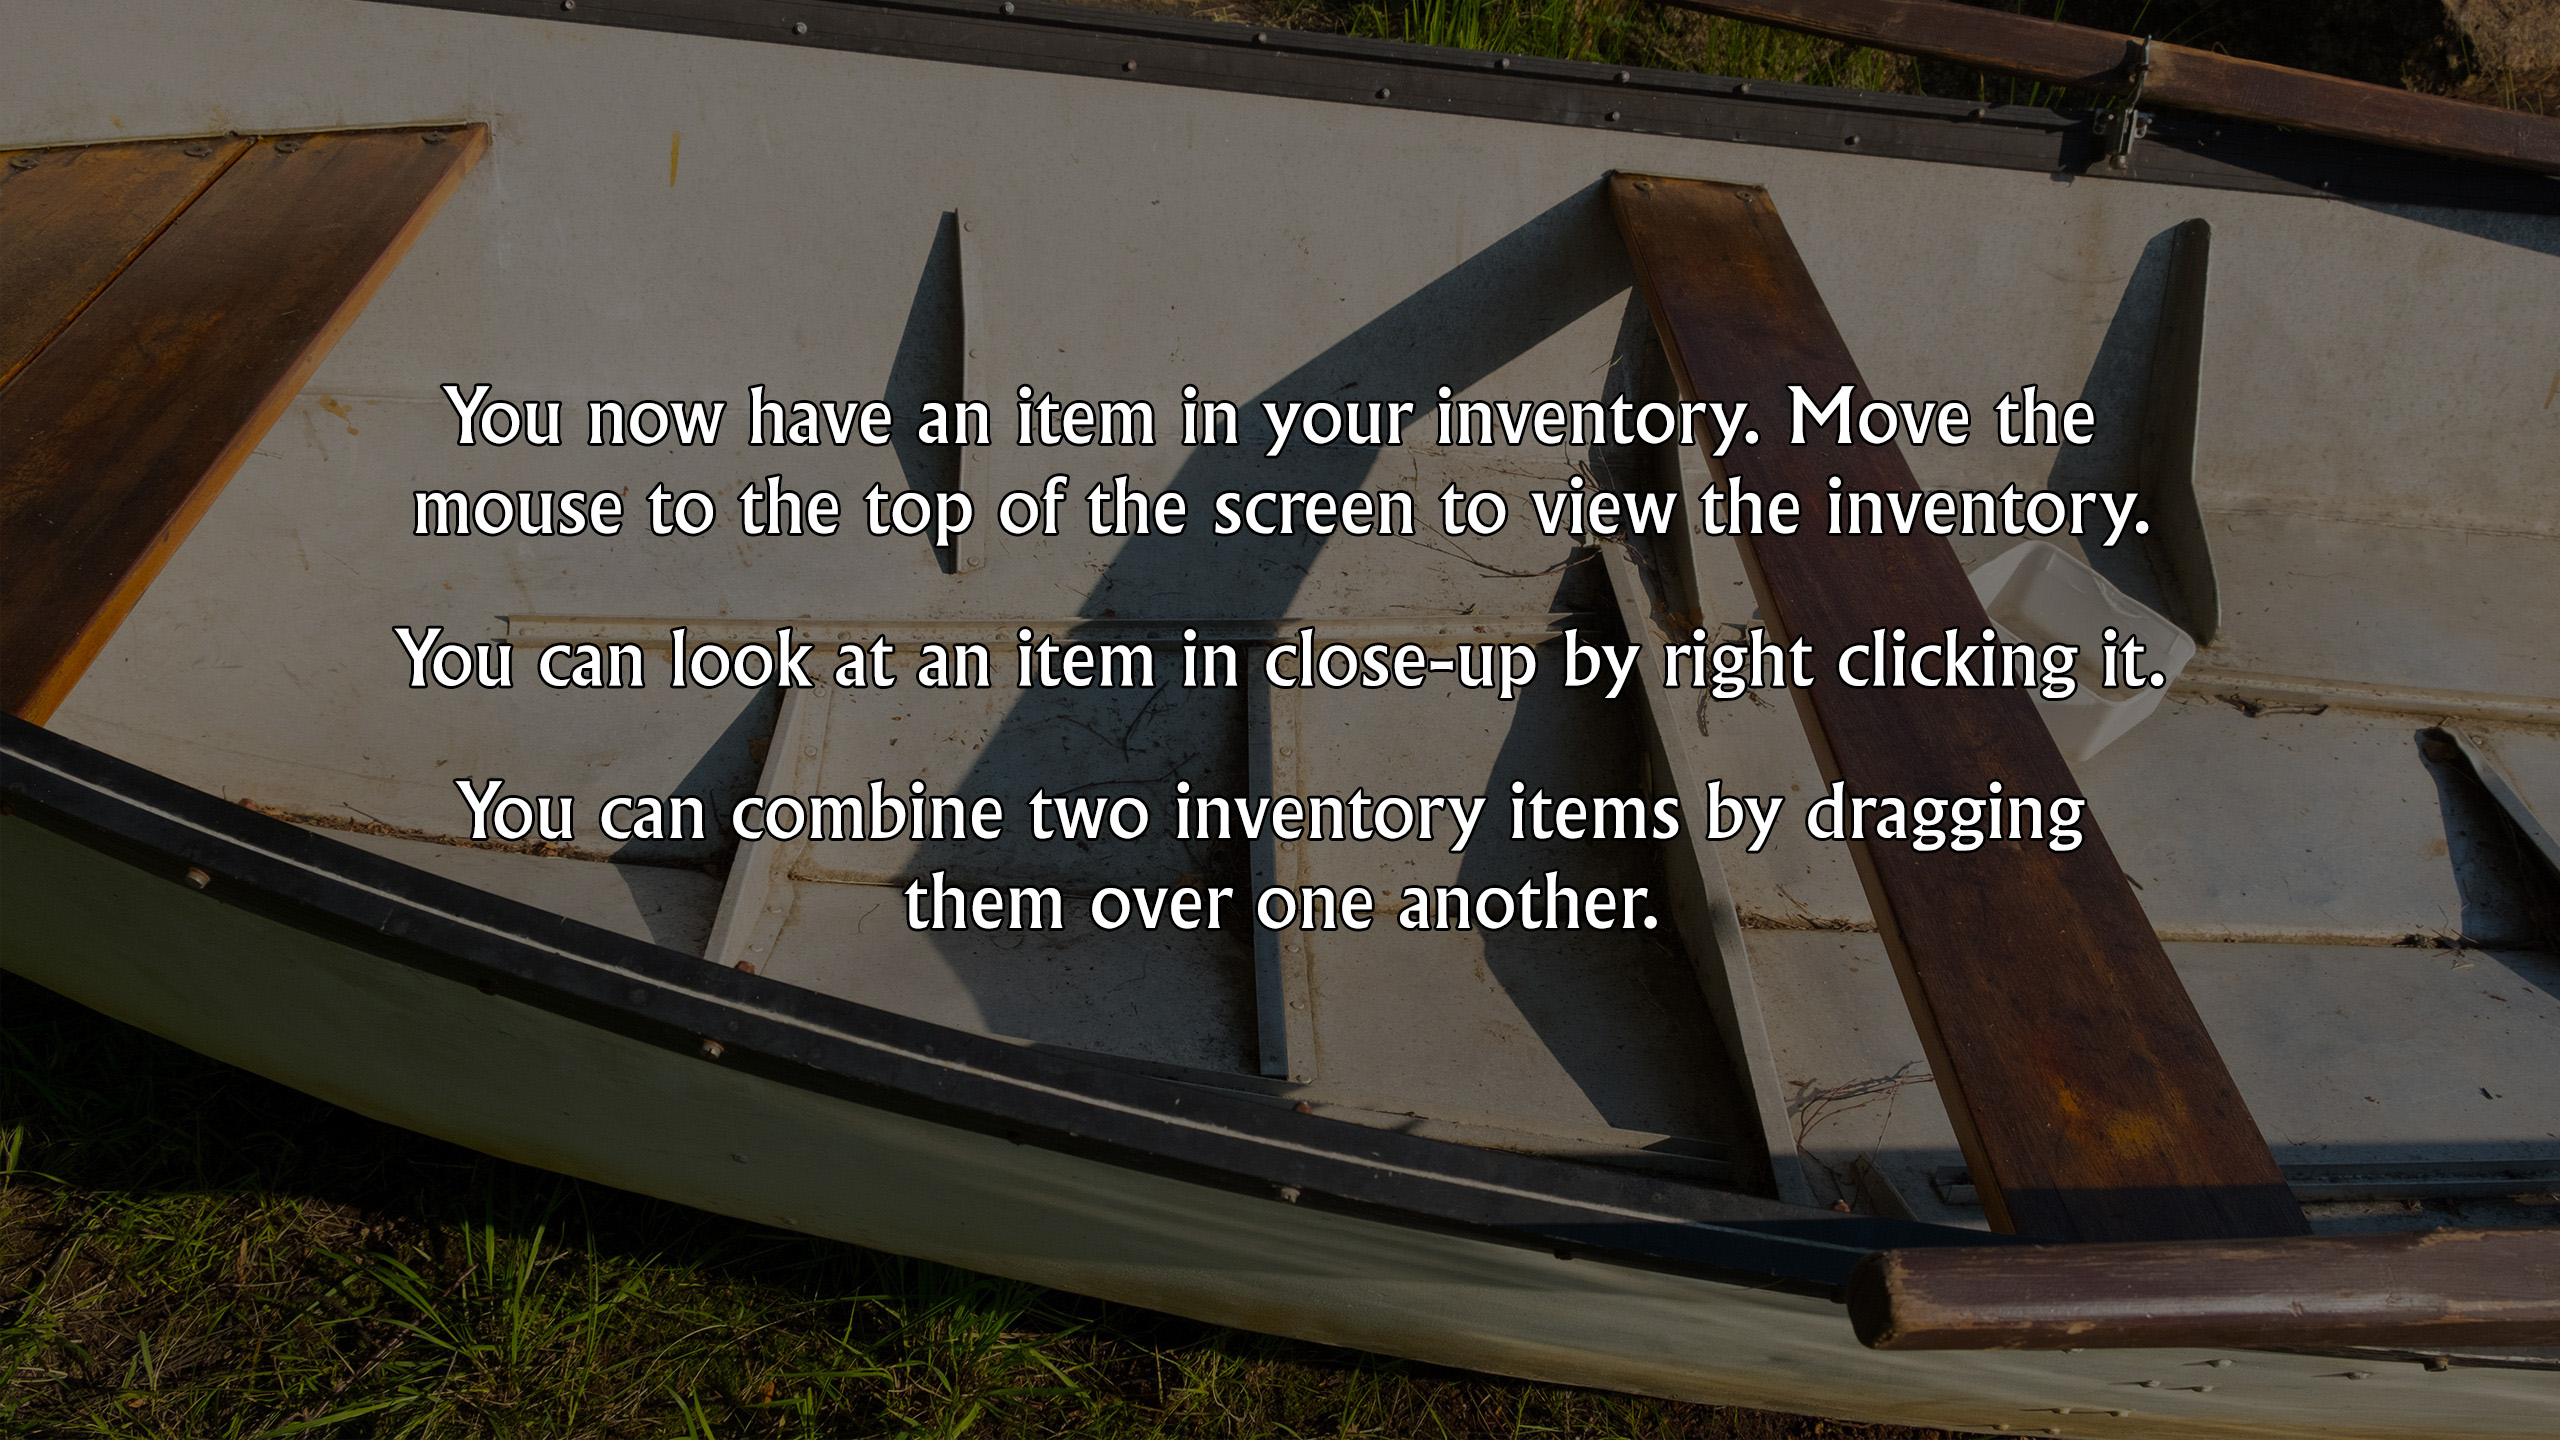 You now have an item in your inventory. Move the
mouse to the top of the screen to view the inventory.
You can look at an item in close-up by right clicking it.
You can combine two inventory items by dragging
them over one another.